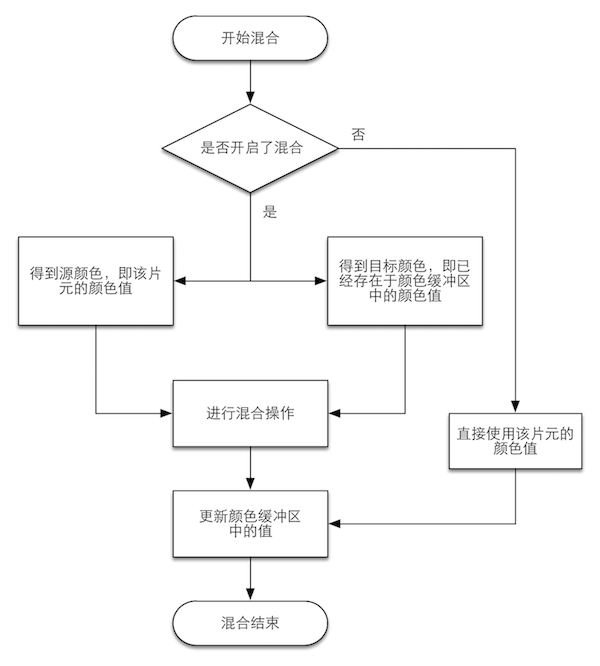 开始混合
是否开启了混合
否
是
得到源颜色，即该片
元的颜色值
得到目标颜色，即已
经存在于颜色缓冲区
中的颜色值
进行混合操作
直接使用该片元的
颜色值
更新颜色缓冲区
中的值
混合结束